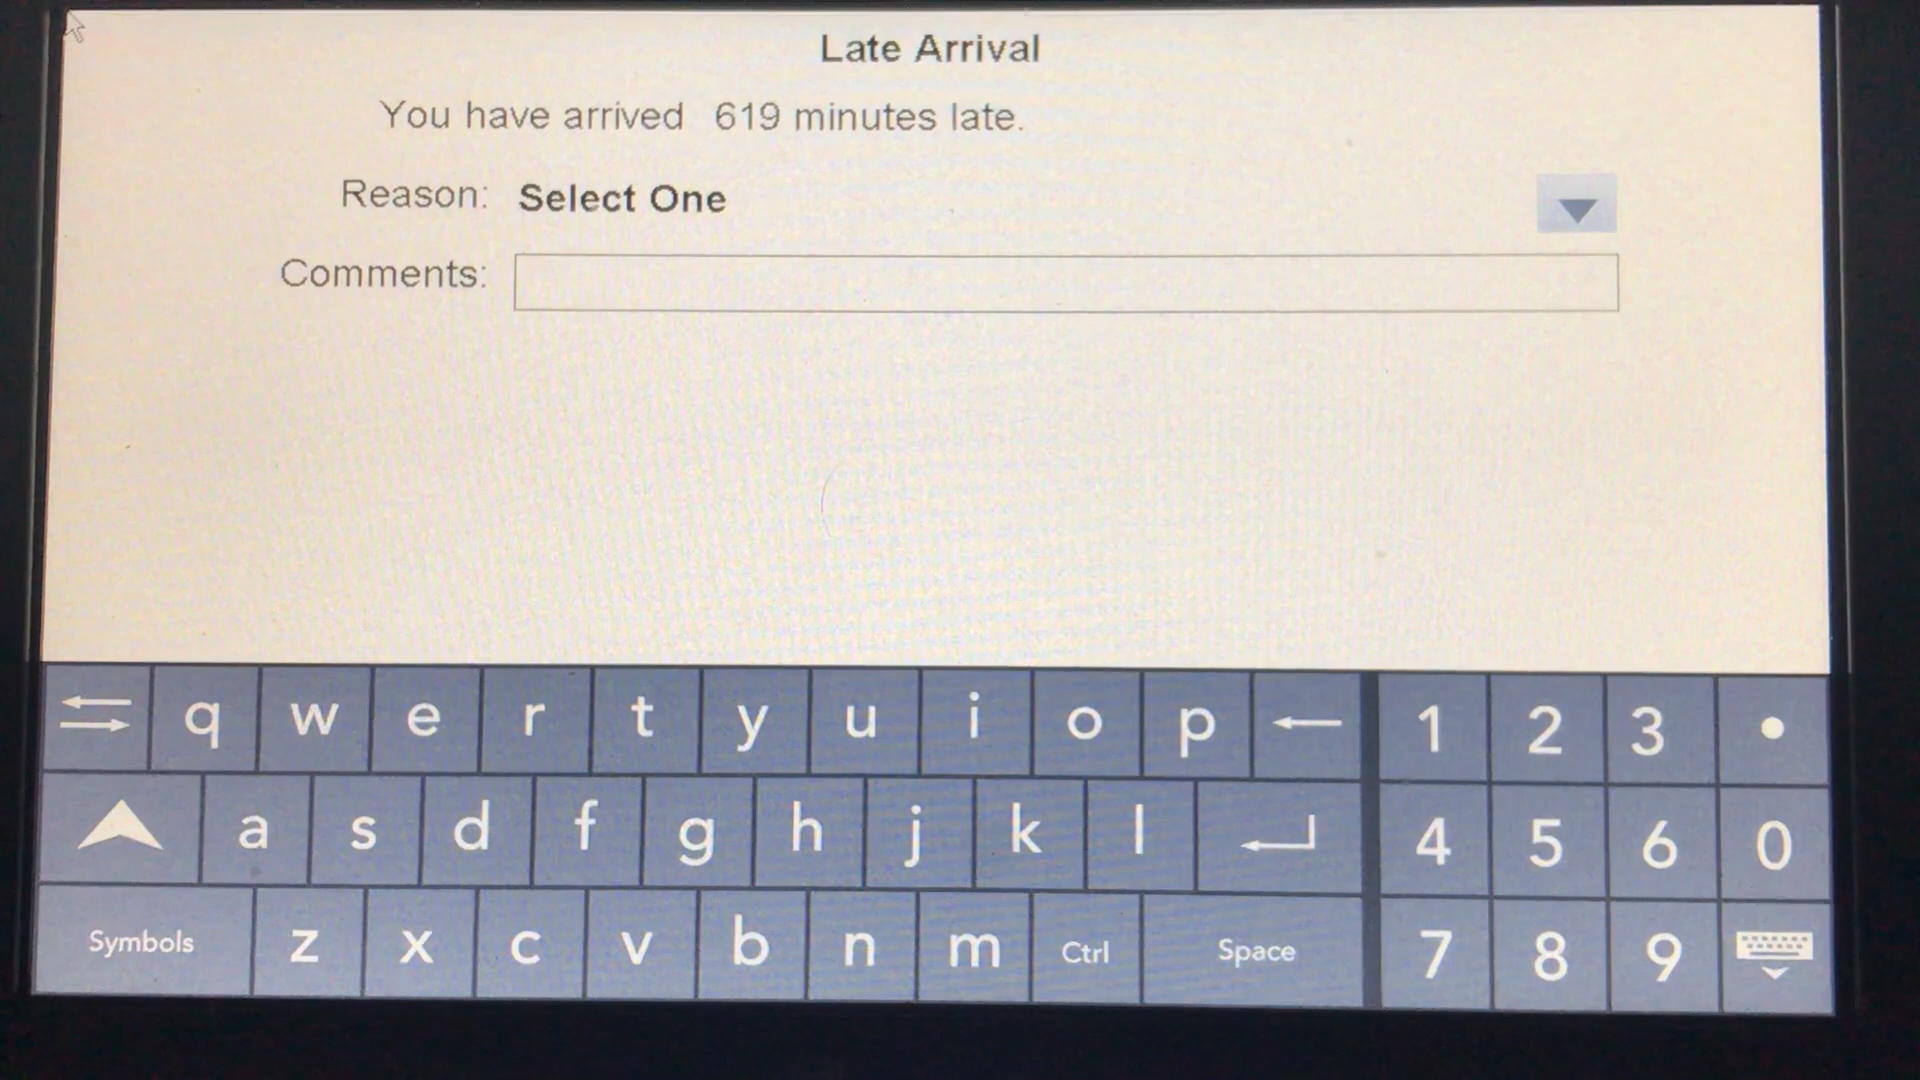 Late Arrival
You have arrived 619 minutes late.
Reason: Select One
Comments:
q w e r t y u i o p 1 2 3 .
a s d f g h j k l 4 5 6 0
Symbols z x c v b n m Ctrl Space 7 8 9